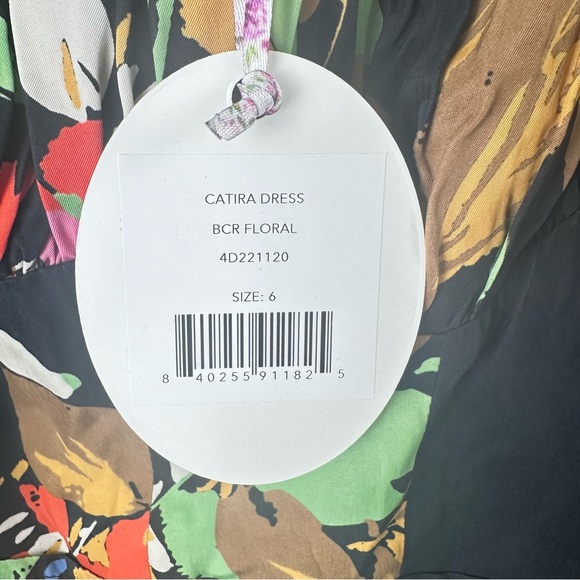 CATIRA DRESS
BCR FLORAL
4D221120
SIZE: 6
8 40255 91182 5